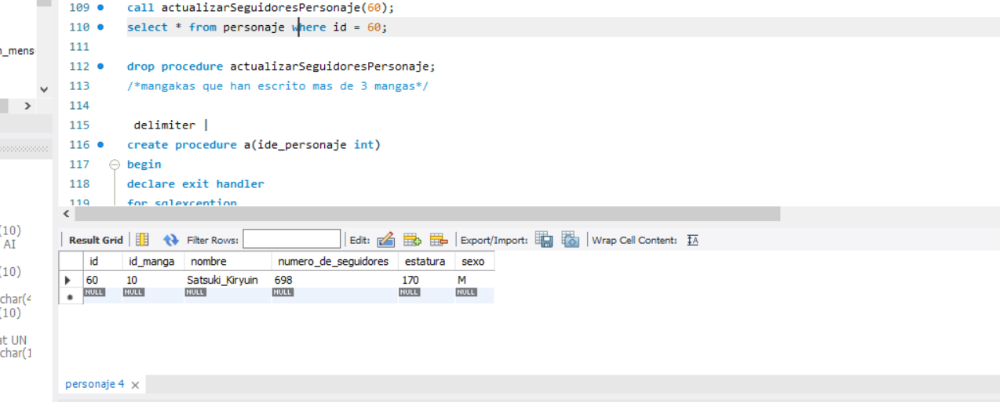 109 call actualizarSeguidoresPersonaje(60);
110 select * from personaje where id = 60;
111
n_mens
112 drop procedure actualizarSeguidoresPersonaje;
113 /*mangakas que han escrito mas de 3 mangas*/
114
115 delimiter |
116 create procedure a(ide_personaje int)
117 begin
118 declare exit handler
119 for sqlexception
(10)
AI
(10)
char(4
(10)
at UN
char(1
Result Grid Filter Rows: Edit: Export/Import: Wrap Cell Content: IA
id id_manga nombre numero_de_seguidores estatura sexo
60 10 Satsuki_Kiryuin 698 170 M
NULL NULL NULL NULL NULL NULL
personaje 4